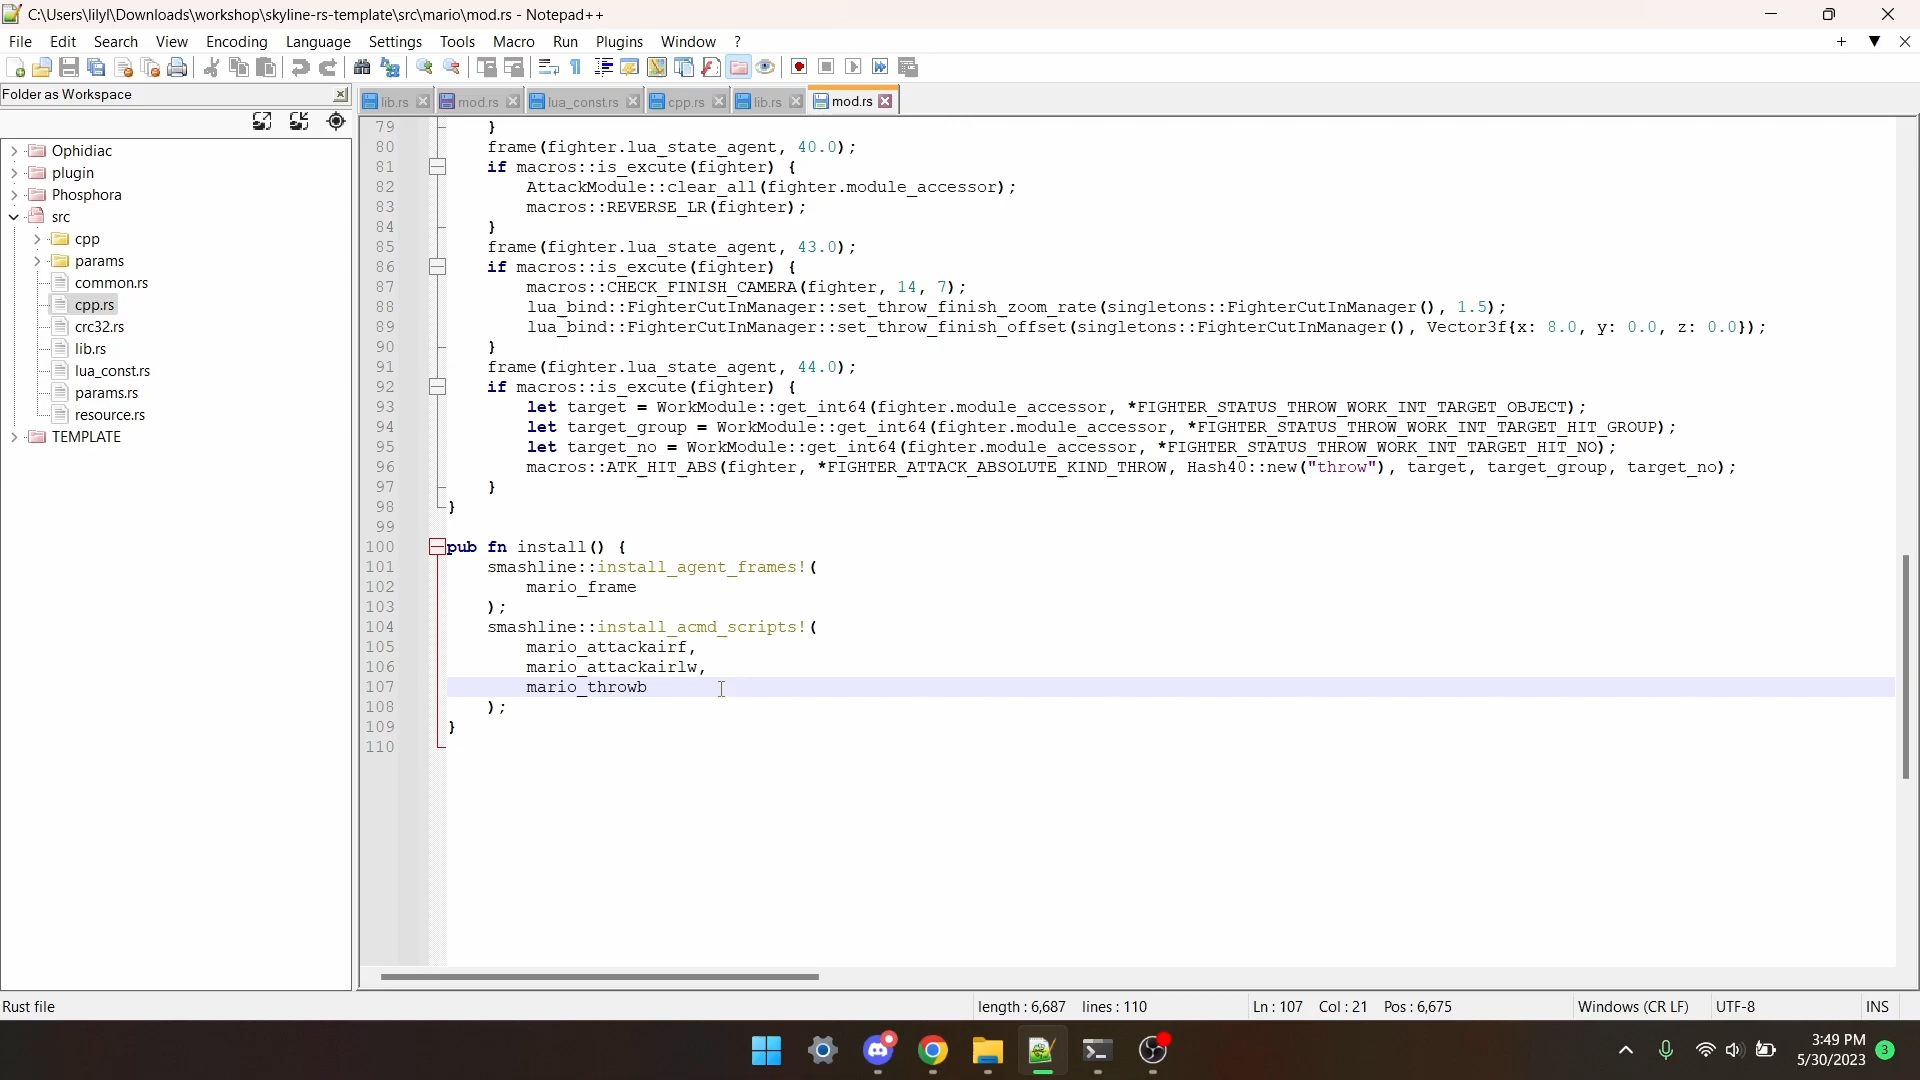 C:\Users\lilyl\Downloads\workshop\skyline-rs-template\src\mario\mod.rs - Notepad++
File Edit Search View Encoding Language Settings Tools Macro Run Plugins Window ?
Folder as Workspace
Ophidiac
plugin
Phosphora
src
cpp
params
common.rs
cpp.rs
crc32.rs
lib.rs
lua_const.rs
params.rs
resource.rs
TEMPLATE
lib.rs mod.rs lua_const.rs cpp.rs lib.rs mod.rs
79 }
80 frame(fighter.lua_state_agent, 40.0);
81 if macros::is_excute(fighter) {
82 AttackModule::clear_all(fighter.module_accessor);
83 macros::REVERSE_LR(fighter);
84 }
85 frame(fighter.lua_state_agent, 43.0);
86 if macros::is_excute(fighter) {
87 macros::CHECK_FINISH_CAMERA(fighter, 14, 7);
88 lua_bind::FighterCutInManager::set_throw_finish_zoom_rate(singletons::FighterCutInManager(), 1.5);
89 lua_bind::FighterCutInManager::set_throw_finish_offset(singletons::FighterCutInManager(), Vector3f{x: 8.0, y: 0.0, z: 0.0});
90 }
91 frame(fighter.lua_state_agent, 44.0);
92 if macros::is_excute(fighter) {
93 let target = WorkModule::get_int64(fighter.module_accessor, *FIGHTER_STATUS_THROW_WORK_INT_TARGET_OBJECT);
94 let target_group = WorkModule::get_int64(fighter.module_accessor, *FIGHTER_STATUS_THROW_WORK_INT_TARGET_HIT_GROUP);
95 let target_no = WorkModule::get_int64(fighter.module_accessor, *FIGHTER_STATUS_THROW_WORK_INT_TARGET_HIT_NO);
96 macros::ATK_HIT_ABS(fighter, *FIGHTER_ATTACK_ABSOLUTE_KIND_THROW, Hash40::new("throw"), target, target_group, target_no);
97 }
98 }
99
100 pub fn install() {
101 smashline::install_agent_frames!(
102 mario_frame
103 );
104 smashline::install_acmd_scripts!(
105 mario_attackairf,
106 mario_attackairlw,
107 mario_throwb
108 );
109 }
110
Rust file length : 6,687 lines : 110 Ln : 107 Col : 21 Pos : 6,675 Windows (CR LF) UTF-8 INS
3:49 PM
5/30/2023
3